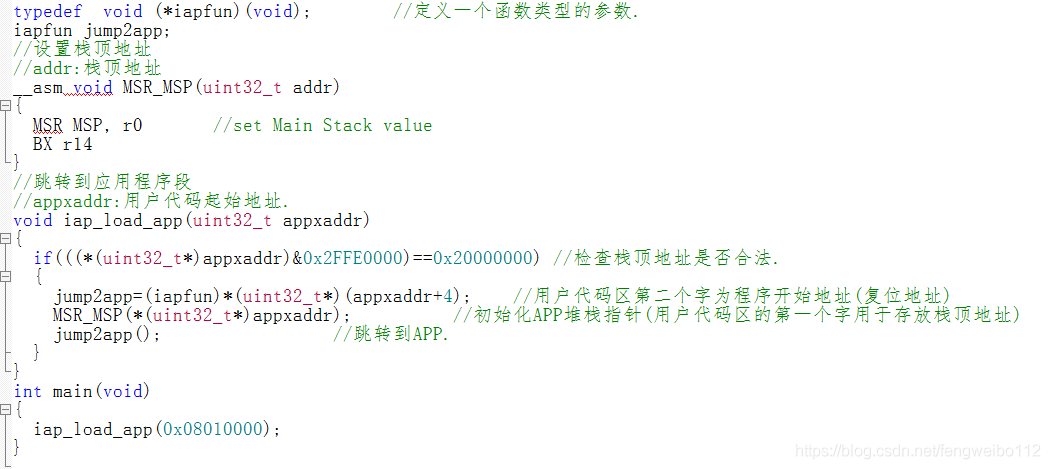 typedef  void (*iapfun)(void);        //定义一个函数类型的参数.
iapfun jump2app;
//设置栈顶地址
//addr:栈顶地址
__asm void MSR_MSP(uint32_t addr)
{
  MSR MSP, r0       //set Main Stack value
  BX r14
}
//跳转到应用程序段
//appxaddr:用户代码起始地址.
void iap_load_app(uint32_t appxaddr)
{
  if(((*(uint32_t*)appxaddr)&0x2FFE0000)==0x20000000) //检查栈顶地址是否合法.
  {
    jump2app=(iapfun)*(uint32_t*)(appxaddr+4);    //用户代码区第二个字为程序开始地址(复位地址)
    MSR_MSP(*(uint32_t*)appxaddr);          //初始化APP堆栈指针(用户代码区的第一个字用于存放栈顶地址)
    jump2app();                 //跳转到APP.
  }
}
int main(void)
{
  iap_load_app(0x08010000);
}
https://blog.csdn.net/fengweibo112